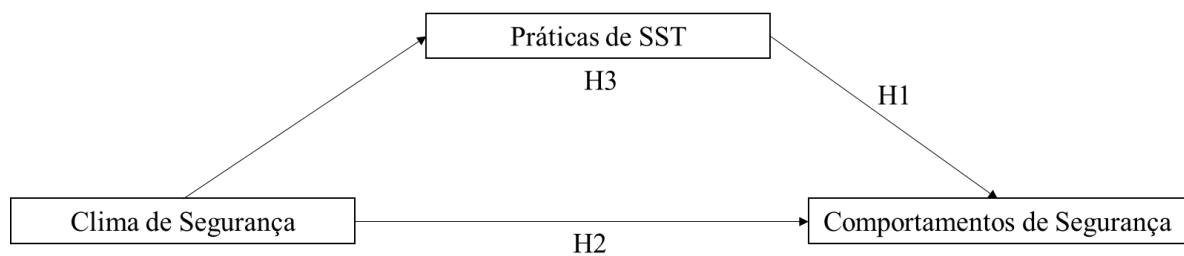 Práticas de SST
H3
H1
Clima de Segurança
Comportamentos de Segurança
H2